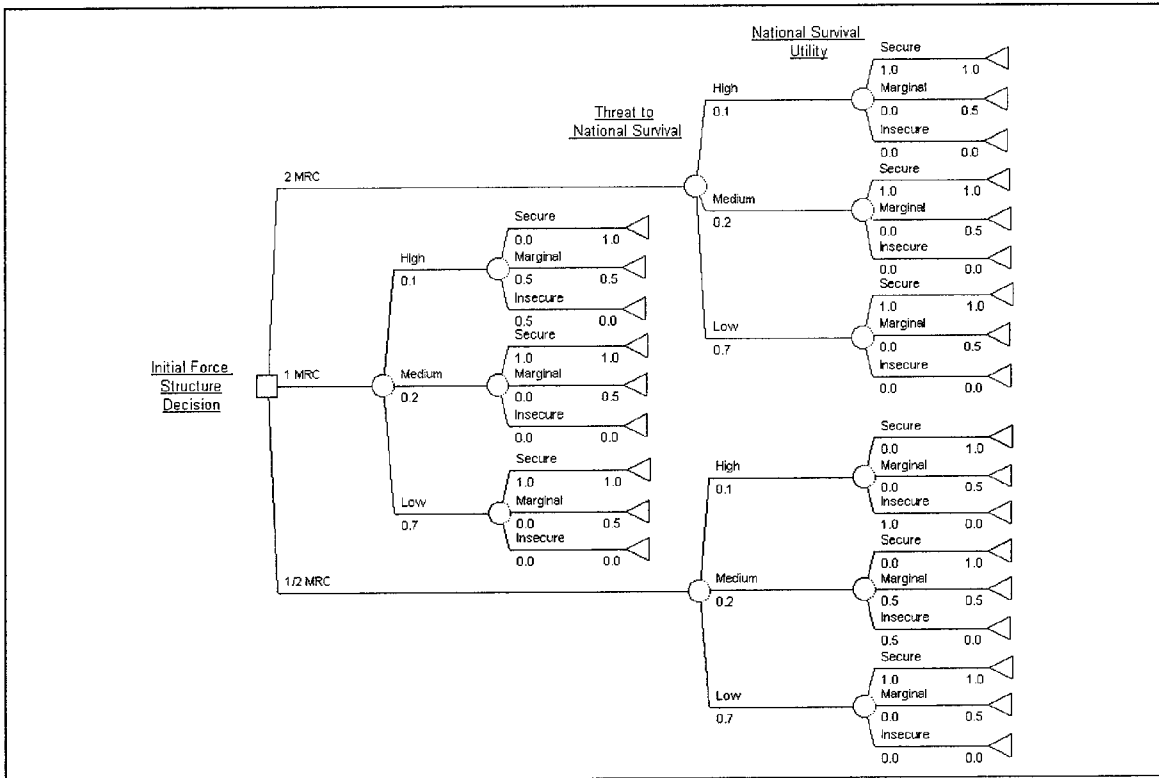 National Survival
Utility
Threat to
National Survival
Initial Force
Structure
Decision
2 MRC
High
0.1
Secure
1.0 1.0
Marginal
0.0 0.5
Insecure
0.0 0.0
Medium
0.2
Secure
1.0 1.0
Marginal
0.0 0.5
Insecure
0.0 0.0
Low
0.7
Secure
1.0 1.0
Marginal
0.0 0.5
Insecure
0.0 0.0
1 MRC
High
0.1
Secure
0.0 1.0
Marginal
0.5 0.5
Insecure
0.5 0.0
Medium
0.2
Secure
1.0 1.0
Marginal
0.0 0.5
Insecure
0.0 0.0
Low
0.7
Secure
1.0 1.0
Marginal
0.0 0.5
Insecure
0.0 0.0
1/2 MRC
High
0.1
Secure
0.0 1.0
Marginal
0.0 0.5
Insecure
1.0 0.0
Medium
0.2
Secure
0.0 1.0
Marginal
0.5 0.5
Insecure
0.5 0.0
Low
0.7
Secure
1.0 1.0
Marginal
0.0 0.5
Insecure
0.0 0.0